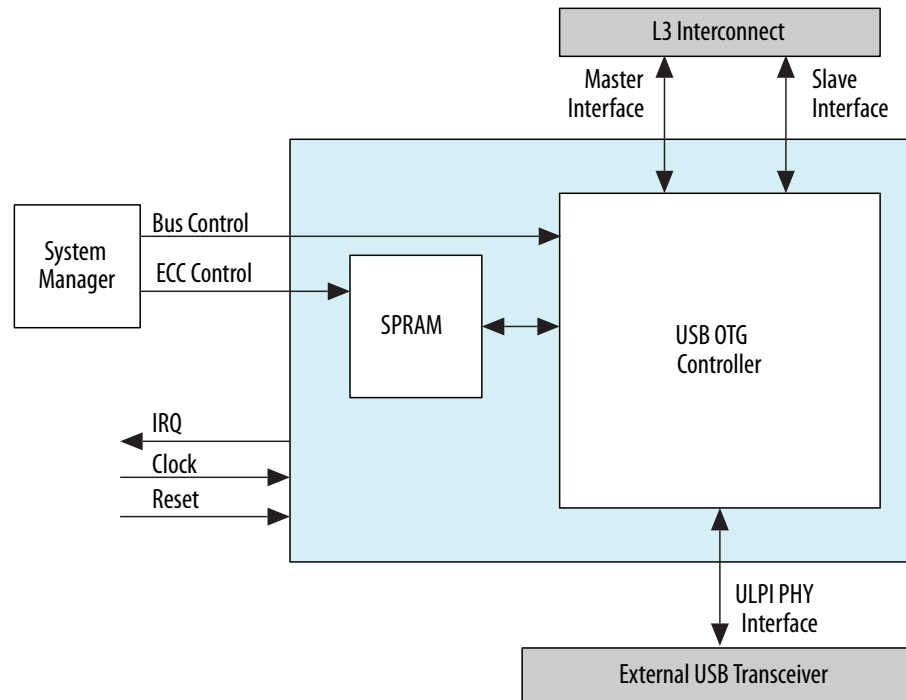 L3 Interconnect
Master
Interface
Slave
Interface
System
Manager
Bus Control
ECC Control
SPRAM
USB OTG
Controller
IRQ
Clock
Reset
ULPI PHY
Interface
External USB Transceiver